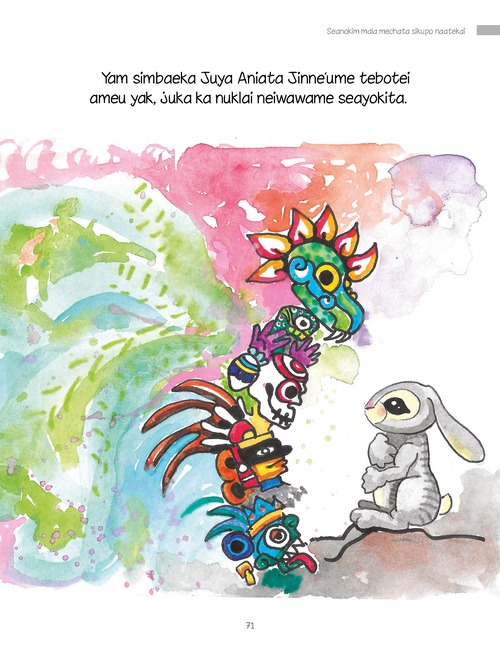 Seanokim mala mechata sikupo naatekai
Yam simbaeka Juya Aniata Jinne'ume tebotei
ameu yak, juka ka nuklai neiwawame seayokita.
71